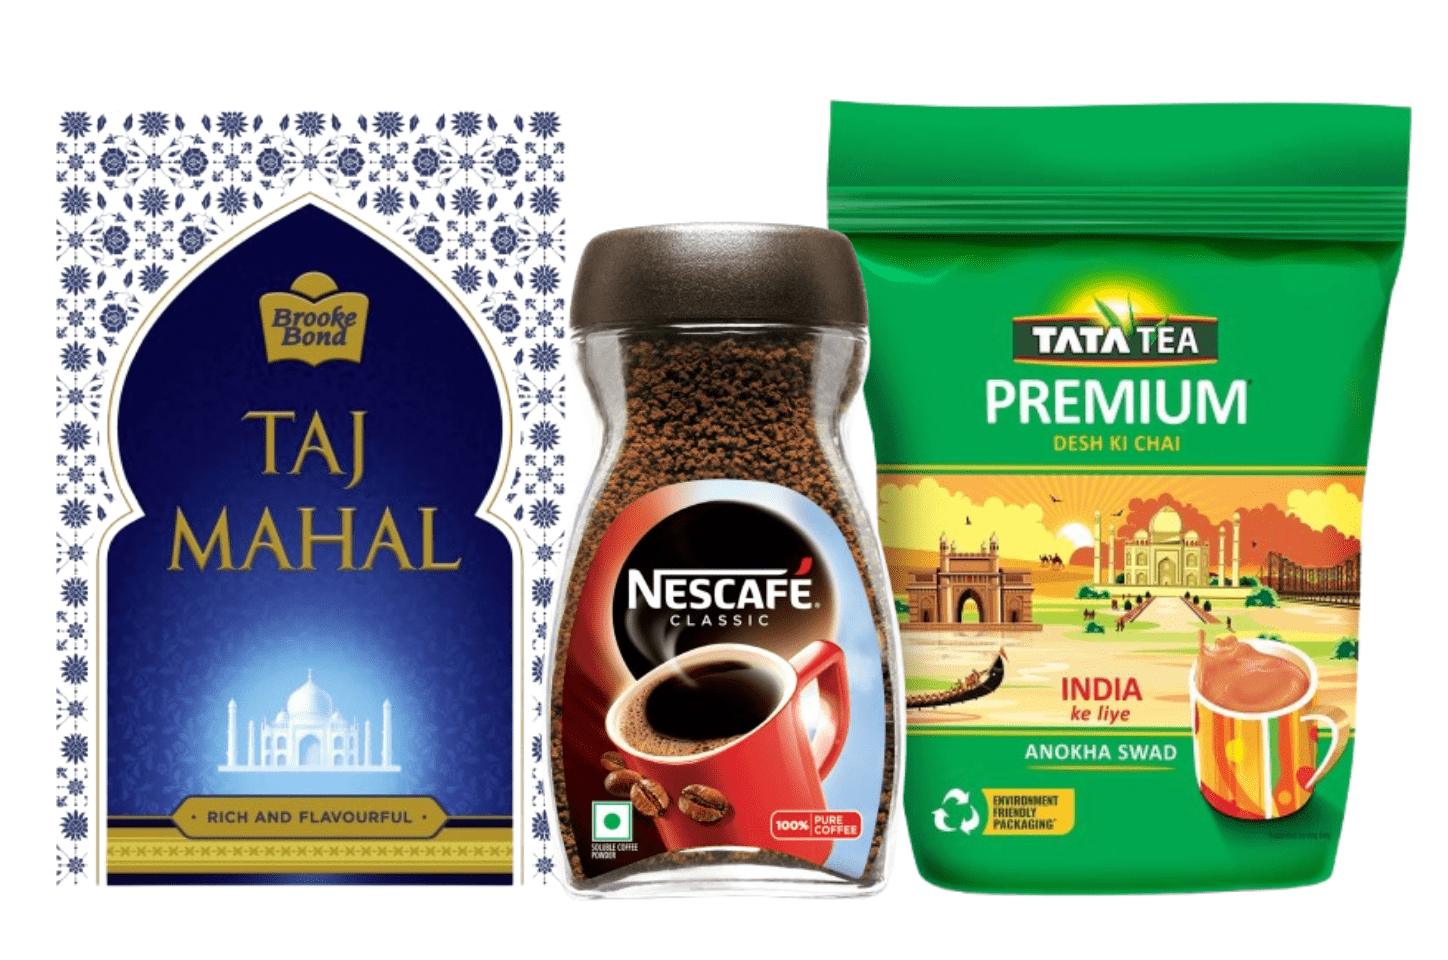 Brooke
Bond
TAJ
MAHAL
· RICH AND FLAVOURFUL ·
NESCAFÉ®
CLASSIC
SOLUBLE COFFEE
POWDER
100% PURE
COFFEE
TATA TEA
PREMIUM
DESH KI CHAI
INDIA
ke liye
ANOKHA SWAD
ENVIRONMENT
FRIENDLY
PACKAGING*